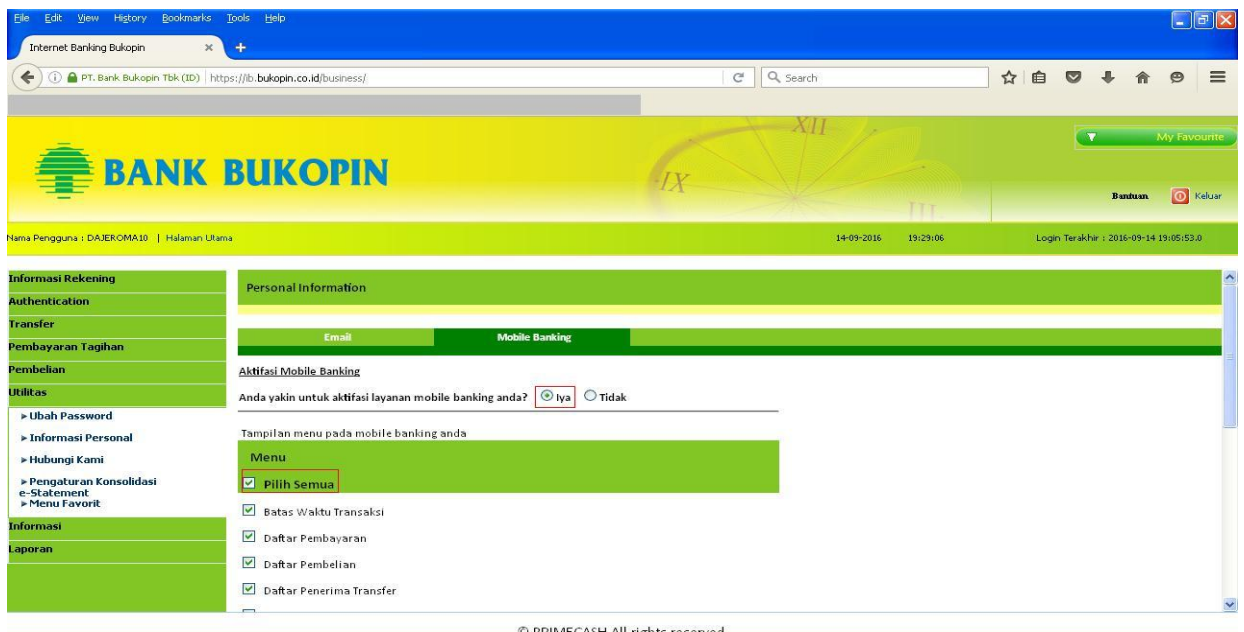 File Edit View History Bookmarks Tools Help
Internet Banking Bukopin
PT. Bank Bukopin Tbk (ID) https://ib.bukopin.co.id/business/ Search
XII
IX
III
My Favourite
BANK BUKOPIN
Bantuan Keluar
Nama Pengguna : DAJEROMA10 | Halaman Utama 14-09-2016 19:29:06 Login Terakhir : 2016-09-14 19:05:53.0
Informasi Rekening
Authentication
Transfer
Pembayaran Tagihan
Pembelian
Utilitas
Ubah Password
Informasi Personal
Hubungi Kami
Pengaturan Konsolidasi
e-Statement
Menu Favorit
Informasi
Laporan
Personal Information
Email Mobile Banking
Aktifasi Mobile Banking
Anda yakin untuk aktifasi layanan mobile banking anda? Iya Tidak
Tampilan menu pada mobile banking anda
Menu
Pilih Semua
Batas Waktu Transaksi
Daftar Pembayaran
Daftar Pembelian
Daftar Penerima Transfer
© PRIMECASH All rights reserved